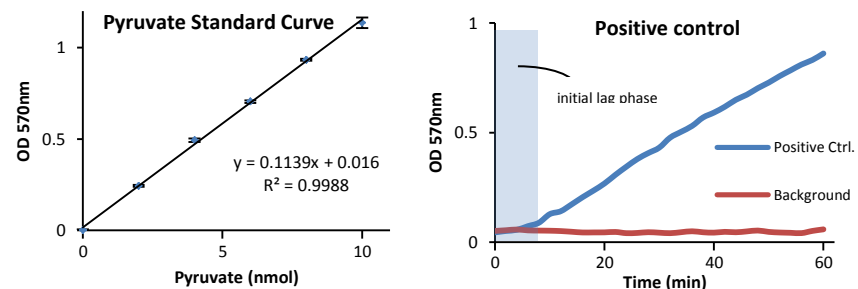 Pyruvate Standard Curve
1
0.5
0
OD 570nm
y = 0.1139x + 0.016
R² = 0.9988
0
5
10
Pyruvate (nmol)
Positive control
1
0.5
0
OD 570nm
initial lag phase
Positive Ctrl.
Background
0
20
40
60
Time (min)